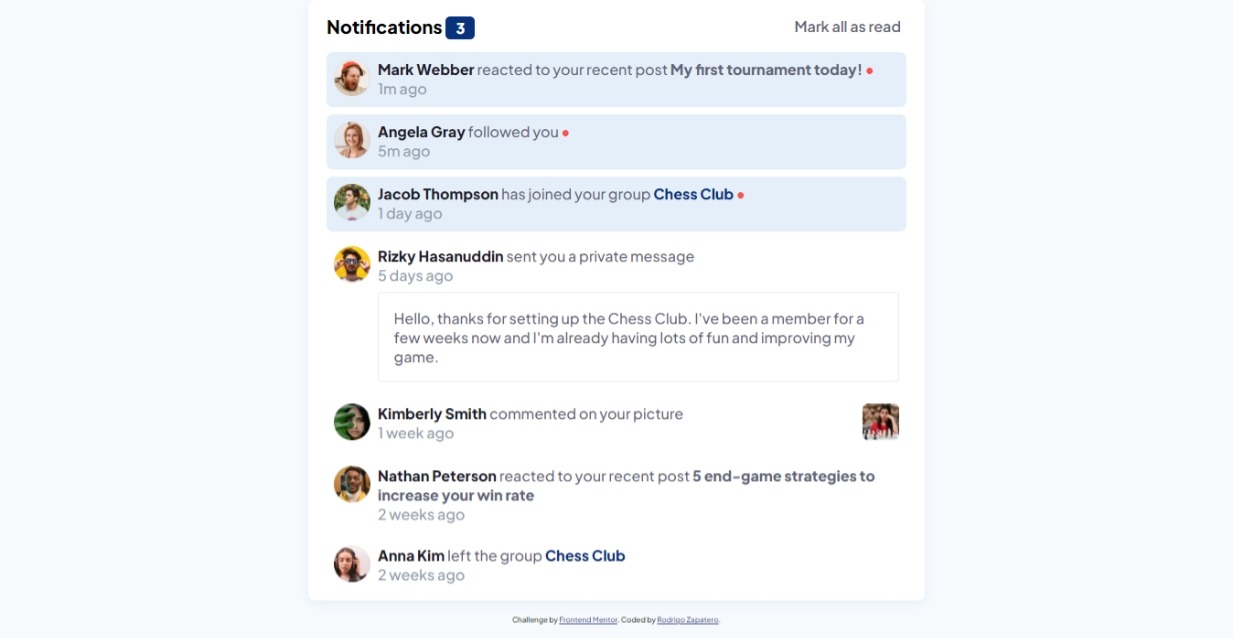 Notifications 3
Mark all as read
Mark Webber reacted to your recent post My first tournament today!
1m ago
Angela Gray followed you
5m ago
Jacob Thompson has joined your group Chess Club
1 day ago
Rizky Hasanuddin sent you a private message
5 days ago
Hello, thanks for setting up the Chess Club. I've been a member for a
few weeks now and I'm already having lots of fun and improving my
game.
Kimberly Smith commented on your picture
1 week ago
Nathan Peterson reacted to your recent post 5 end-game strategies to
increase your win rate
2 weeks ago
Anna Kim left the group Chess Club
2 weeks ago
Challenge by Frontend Mentor. Coded by Rodrigo Zapatero.